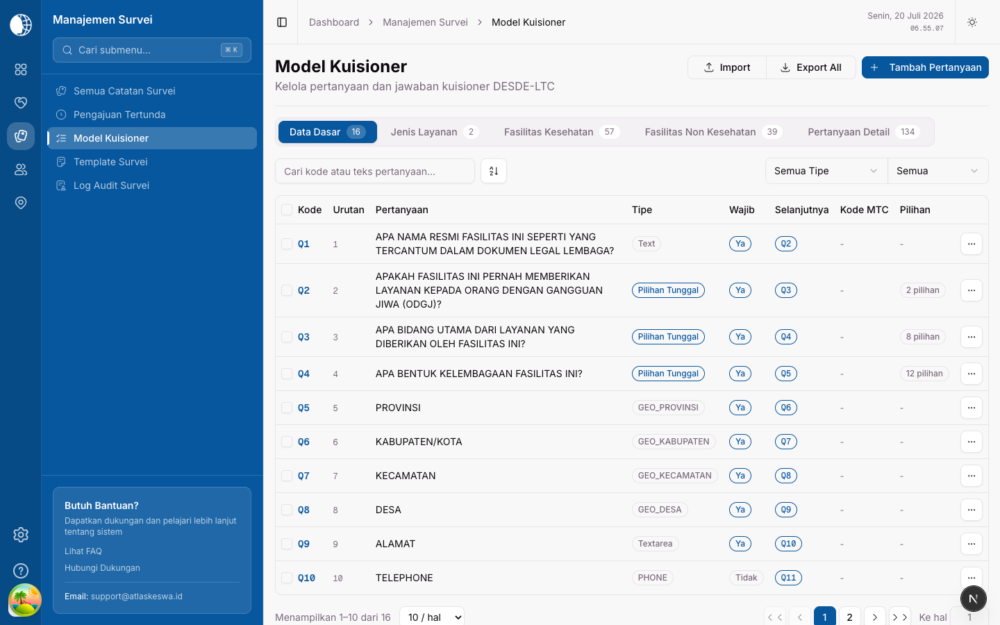 Manajemen Survei
Cari submenu...
⌘ K
Semua Catatan Survei
Pengajuan Tertunda
Model Kuisioner
Template Survei
Log Audit Survei
Butuh Bantuan?
Dapatkan dukungan dan pelajari lebih lanjut
tentang sistem
Lihat FAQ
Hubungi Dukungan
Email: support@atlaskeswa.id
Dashboard > Manajemen Survei > Model Kuisioner
Senin, 20 Juli 2026
06.55.07
Model Kuisioner
Kelola pertanyaan dan jawaban kuisioner DESDE-LTC
Import
Export All
Tambah Pertanyaan
Data Dasar 16
Jenis Layanan 2
Fasilitas Kesehatan 57
Fasilitas Non Kesehatan 39
Pertanyaan Detail 134
Cari kode atau teks pertanyaan...
Semua Tipe
Semua
Kode Urutan Pertanyaan Tipe Wajib Selanjutnya Kode MTC Pilihan
Q1 1 APA NAMA RESMI FASILITAS INI SEPERTI YANG
TERCANTUM DALAM DOKUMEN LEGAL LEMBAGA? Text Ya Q2 - -
Q2 2 APAKAH FASILITAS INI PERNAH MEMBERIKAN
LAYANAN KEPADA ORANG DENGAN GANGGUAN
JIWA (ODGJ)? Pilihan Tunggal Ya Q3 - 2 pilihan
Q3 3 APA BIDANG UTAMA DARI LAYANAN YANG
DIBERIKAN OLEH FASILITAS INI? Pilihan Tunggal Ya Q4 - 8 pilihan
Q4 4 APA BENTUK KELEMBAGAAN FASILITAS INI? Pilihan Tunggal Ya Q5 - 12 pilihan
Q5 5 PROVINSI GEO_PROVINSI Ya Q6 - -
Q6 6 KABUPATEN/KOTA GEO_KABUPATEN Ya Q7 - -
Q7 7 KECAMATAN GEO_KECAMATAN Ya Q8 - -
Q8 8 DESA GEO_DESA Ya Q9 - -
Q9 9 ALAMAT Textarea Ya Q10 - -
Q10 10 TELEPHONE PHONE Tidak Q11 - -
Menampilkan 1–10 dari 16
10 / hal
1 2
Ke hal 1
N